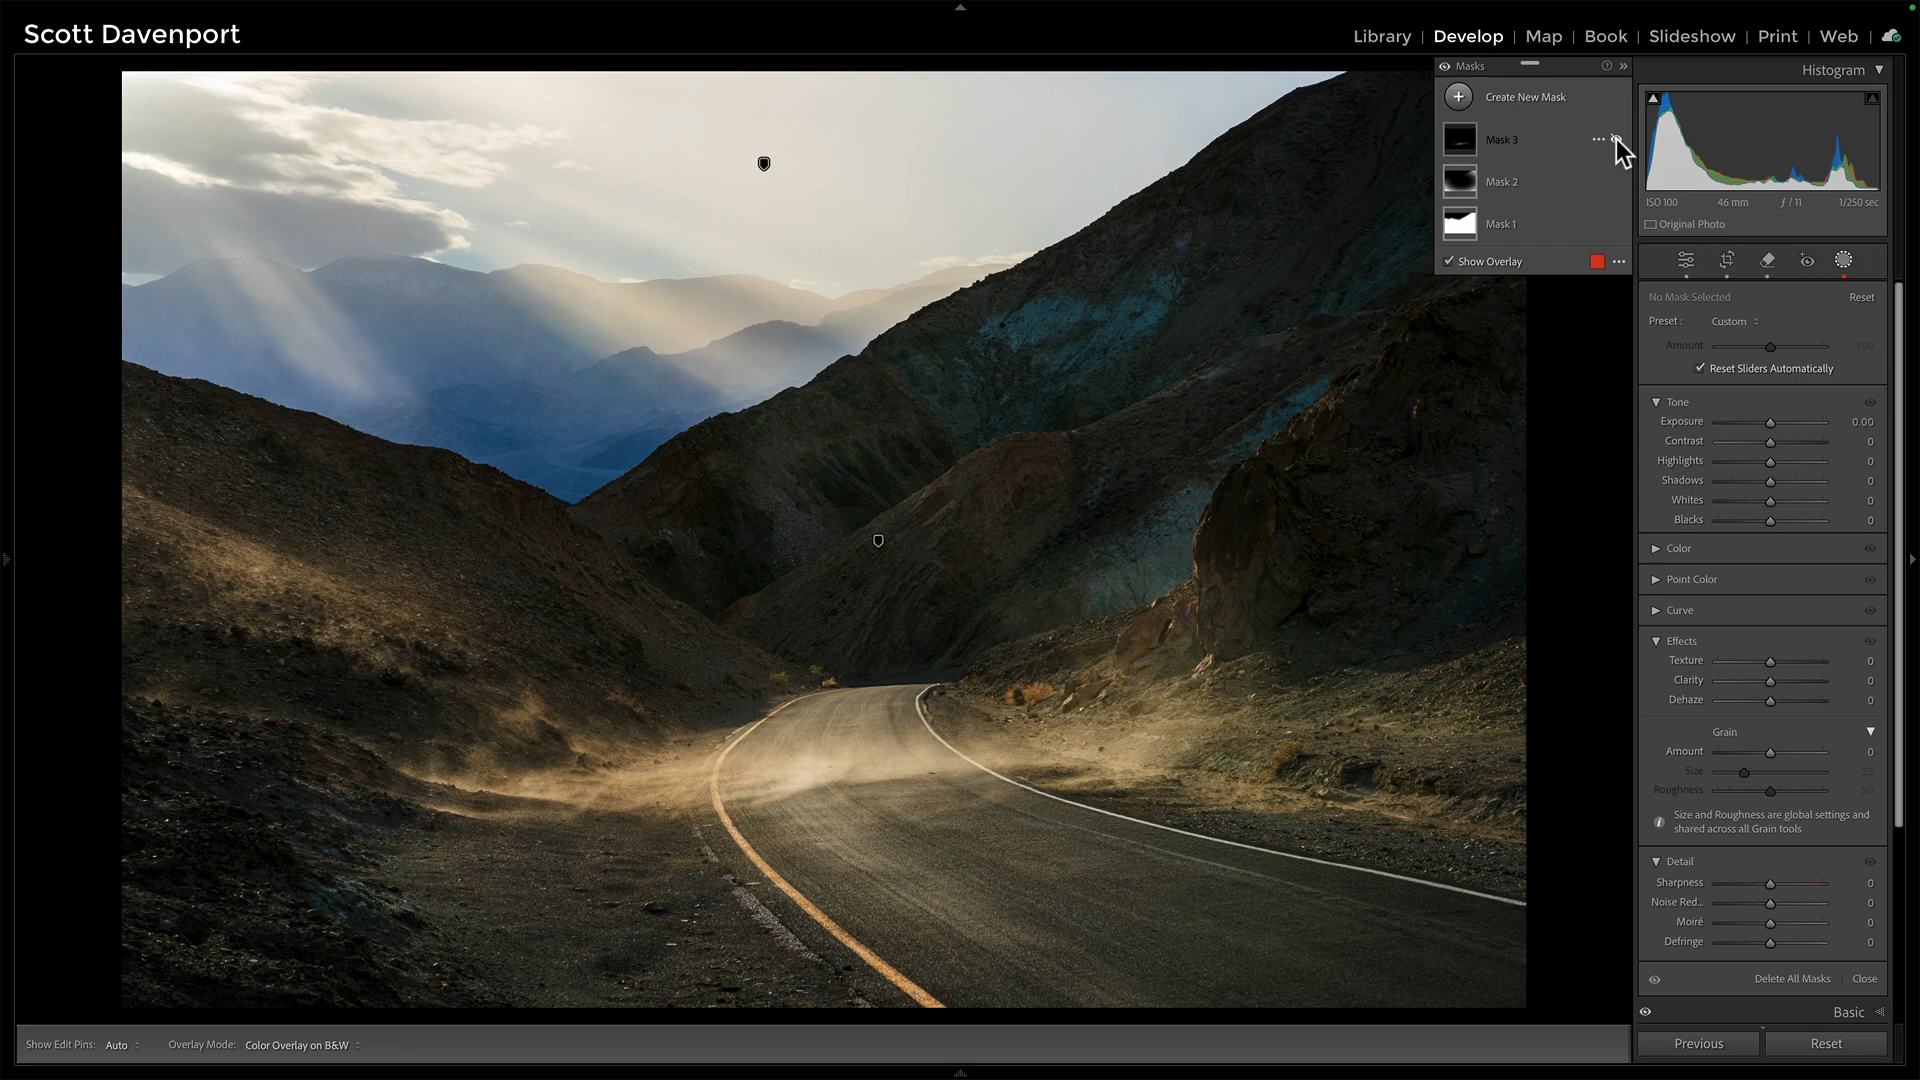 Scott Davenport
Library | Develop | Map | Book | Slideshow | Print | Web
Masks
Create New Mask
Mask 3
Mask 2
Mask 1
Show Overlay
Histogram
ISO 100 46 mm ƒ / 11 1/250 sec
Original Photo
No Mask Selected Reset
Preset : Custom
Amount 100
Reset Sliders Automatically
Tone
Exposure 0.00
Contrast 0
Highlights 0
Shadows 0
Whites 0
Blacks 0
Color
Point Color
Curve
Effects
Texture 0
Clarity 0
Dehaze 0
Grain
Amount 0
Size 25
Roughness 50
Size and Roughness are global settings and
shared across all Grain tools
Detail
Sharpness 0
Noise Red... 0
Moiré 0
Defringe 0
Delete All Masks Close
Basic
Show Edit Pins: Auto Overlay Mode: Color Overlay on B&W
Previous Reset